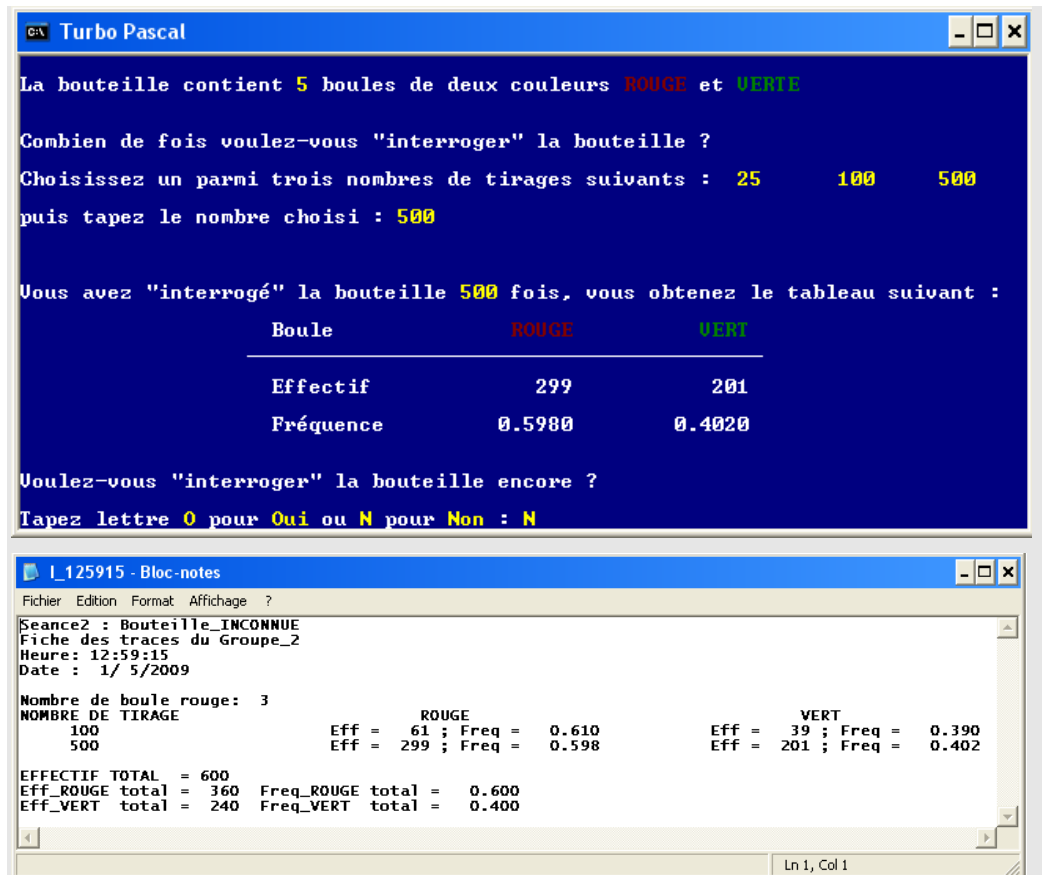 Turbo Pascal
La bouteille contient 5 boules de deux couleurs ROUGE et VERTE
Combien de fois voulez-vous "interroger" la bouteille ?
Choisissez un parmi trois nombres de tirages suivants : 25 100 500
puis tapez le nombre choisi : 500
Vous avez "interrogé" la bouteille 500 fois, vous obtenez le tableau suivant :
Boule ROUGE VERT
Effectif 299 201
Fréquence 0.5980 0.4020
Voulez-vous "interroger" la bouteille encore ?
Tapez lettre O pour Oui ou N pour Non : N
I_125915 - Bloc-notes
Fichier Edition Format Affichage ?
Seance2 : Bouteille_INCONNUE
Fiche des traces du Groupe_2
Heure: 12:59:15
Date : 1/ 5/2009
Nombre de boule rouge: 3
NOMBRE DE TIRAGE ROUGE VERT
100 Eff = 61 ; Freq = 0.610 Eff = 39 ; Freq = 0.390
500 Eff = 299 ; Freq = 0.598 Eff = 201 ; Freq = 0.402
EFFECTIF TOTAL = 600
Eff_ROUGE total = 360 Freq_ROUGE total = 0.600
Eff_VERT total = 240 Freq_VERT total = 0.400
Ln 1, Col 1